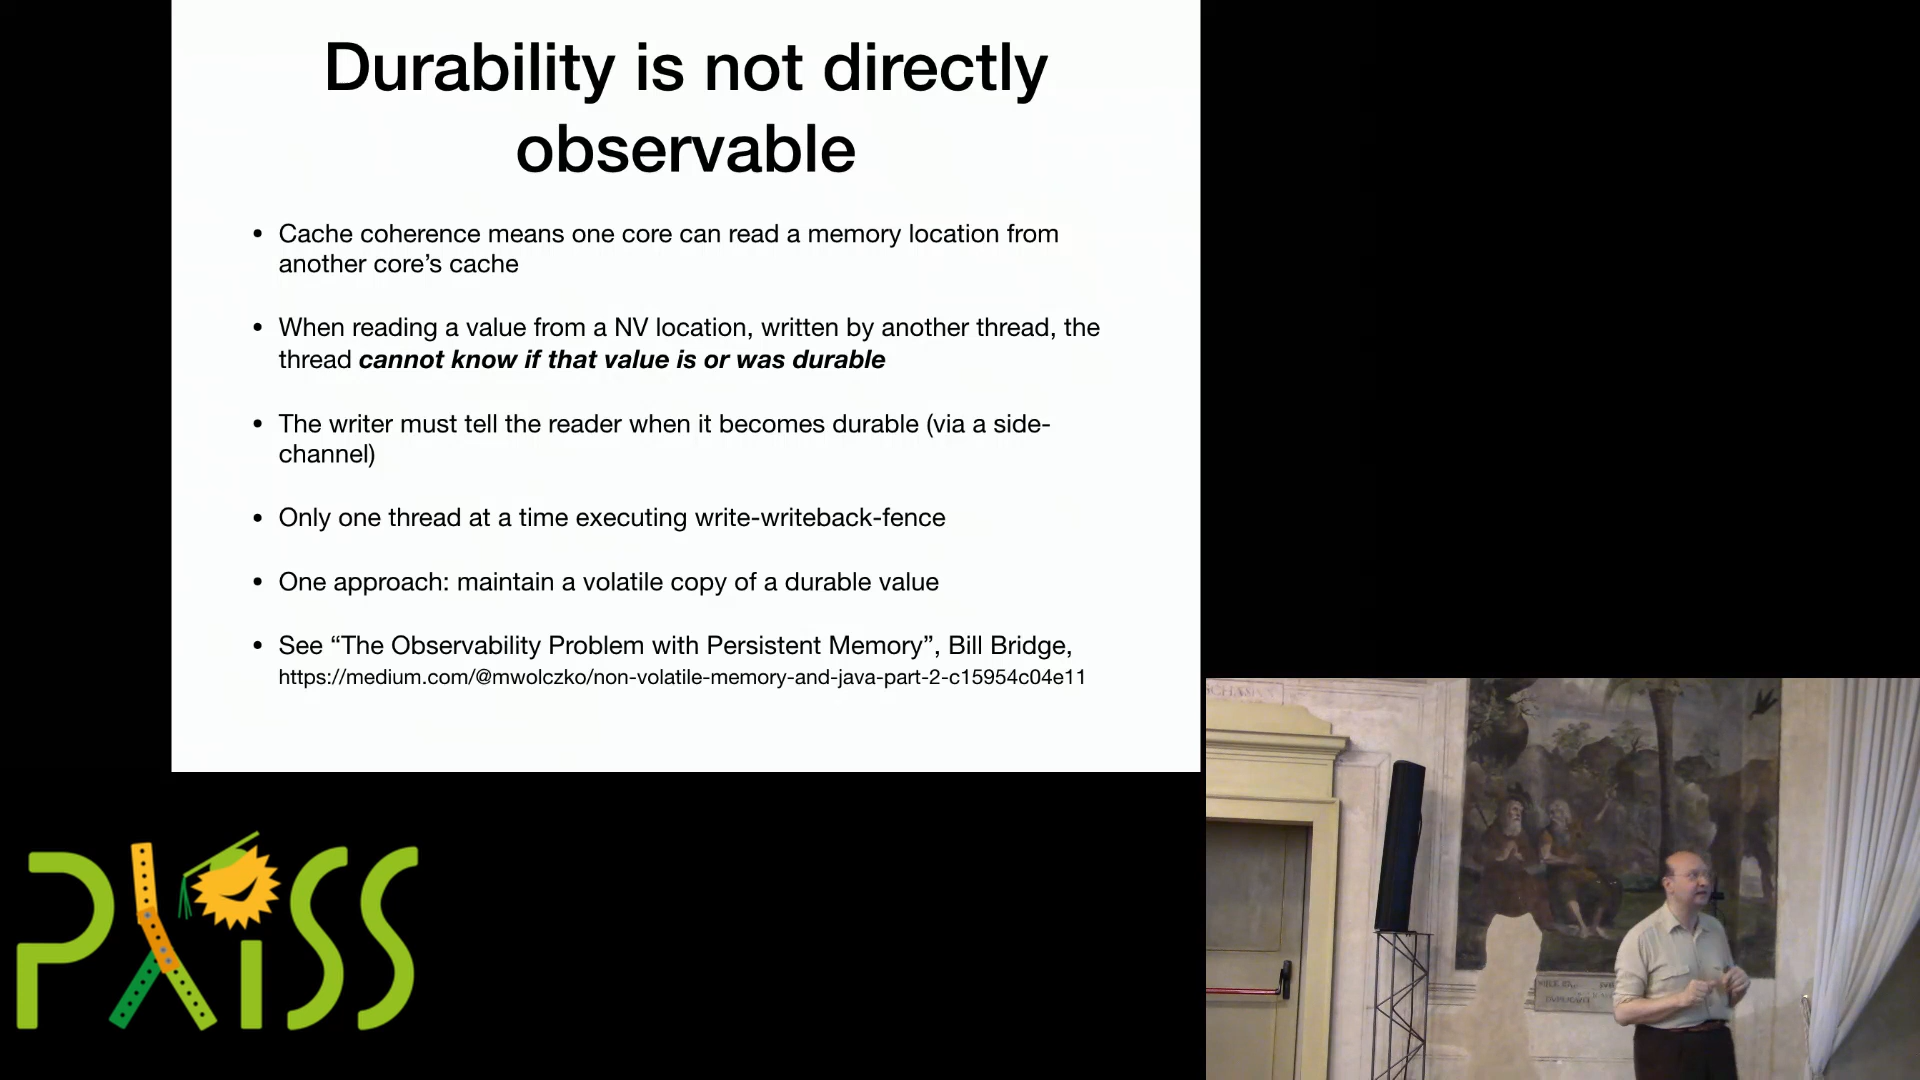 Durability is not directly
observable
• Cache coherence means one core can read a memory location from
another core’s cache
• When reading a value from a NV location, written by another thread, the
thread cannot know if that value is or was durable
• The writer must tell the reader when it becomes durable (via a side-
channel)
• Only one thread at a time executing write-writeback-fence
• One approach: maintain a volatile copy of a durable value
• See “The Observability Problem with Persistent Memory”, Bill Bridge,
https://medium.com/@mwolczko/non-volatile-memory-and-java-part-2-c15954c04e11
PLISS